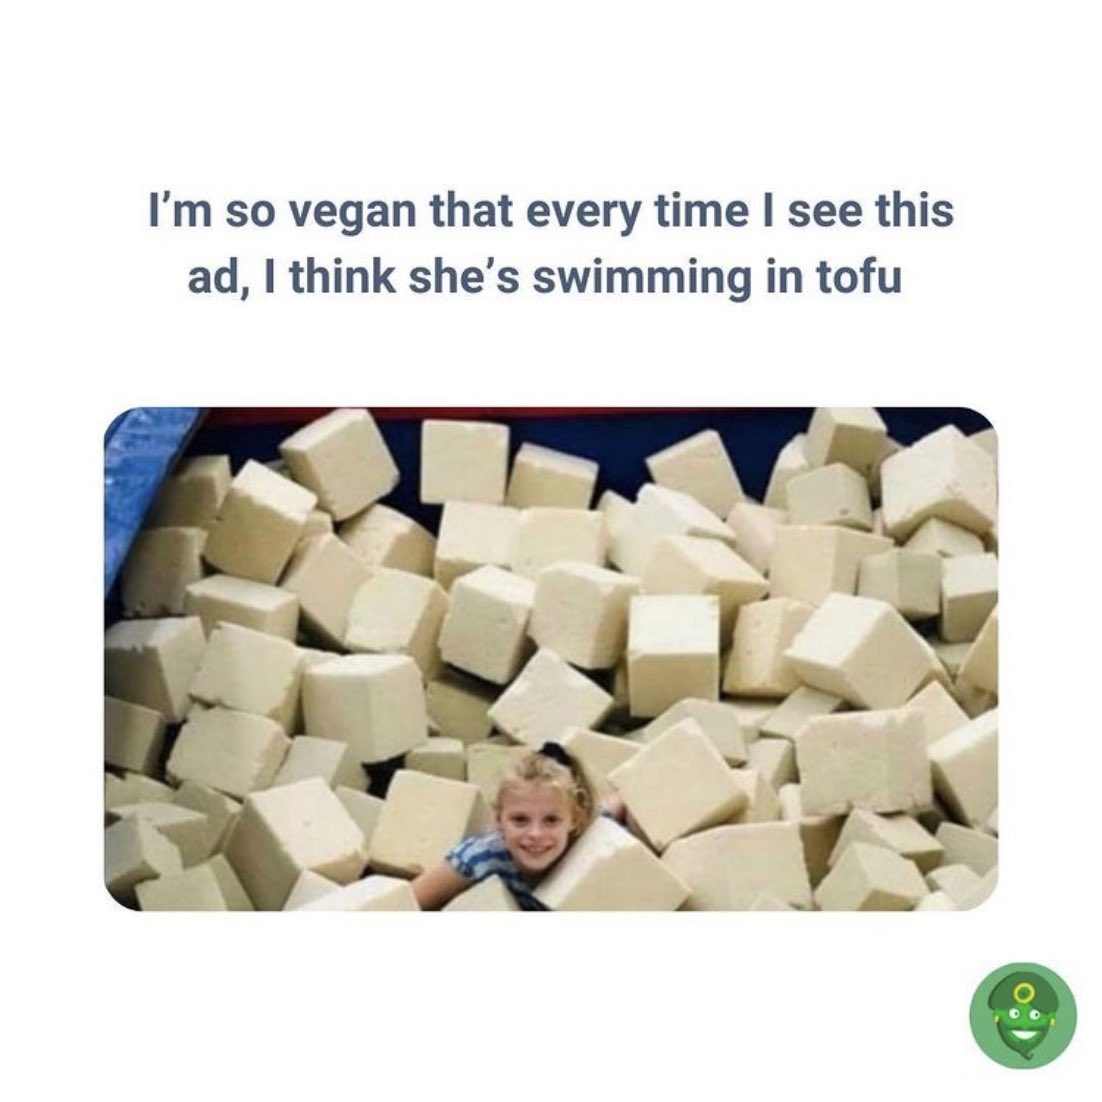 I’m so vegan that every time I see this
ad, I think she’s swimming in tofu